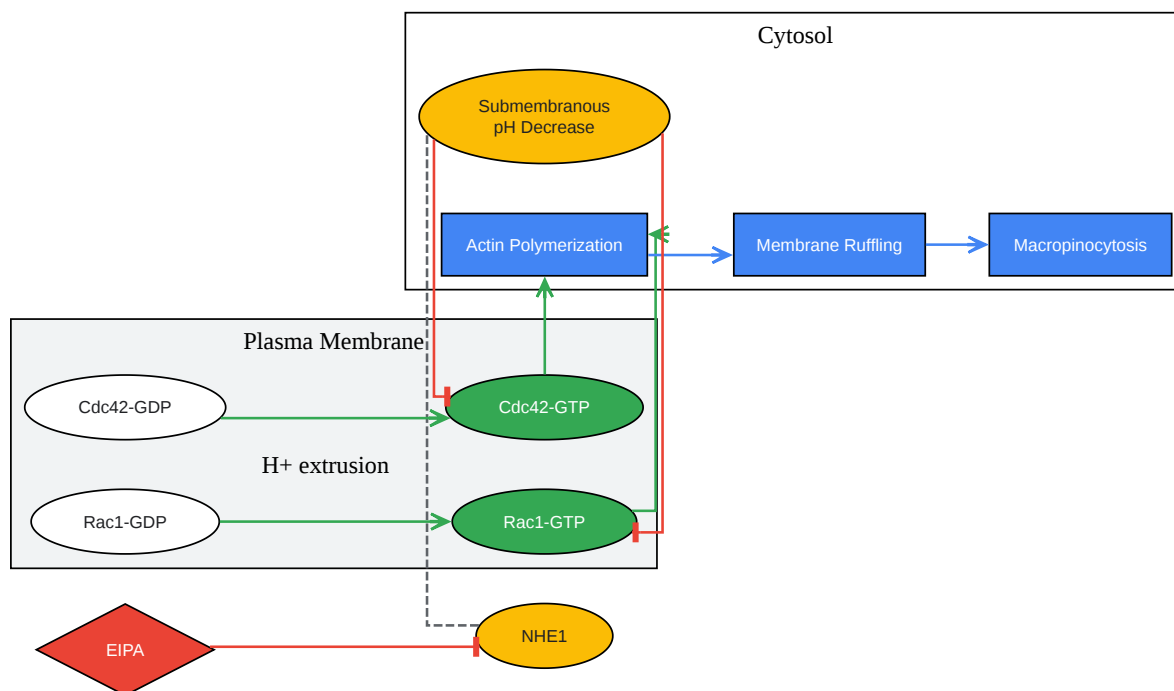 Cytosol
Submembranous
pH Decrease
Actin Polymerization
Membrane Ruffling
Macropinocytosis
Plasma Membrane
Cdc42-GDP
Cdc42-GTP
H+ extrusion
Rac1-GDP
Rac1-GTP
EIPA
NHE1